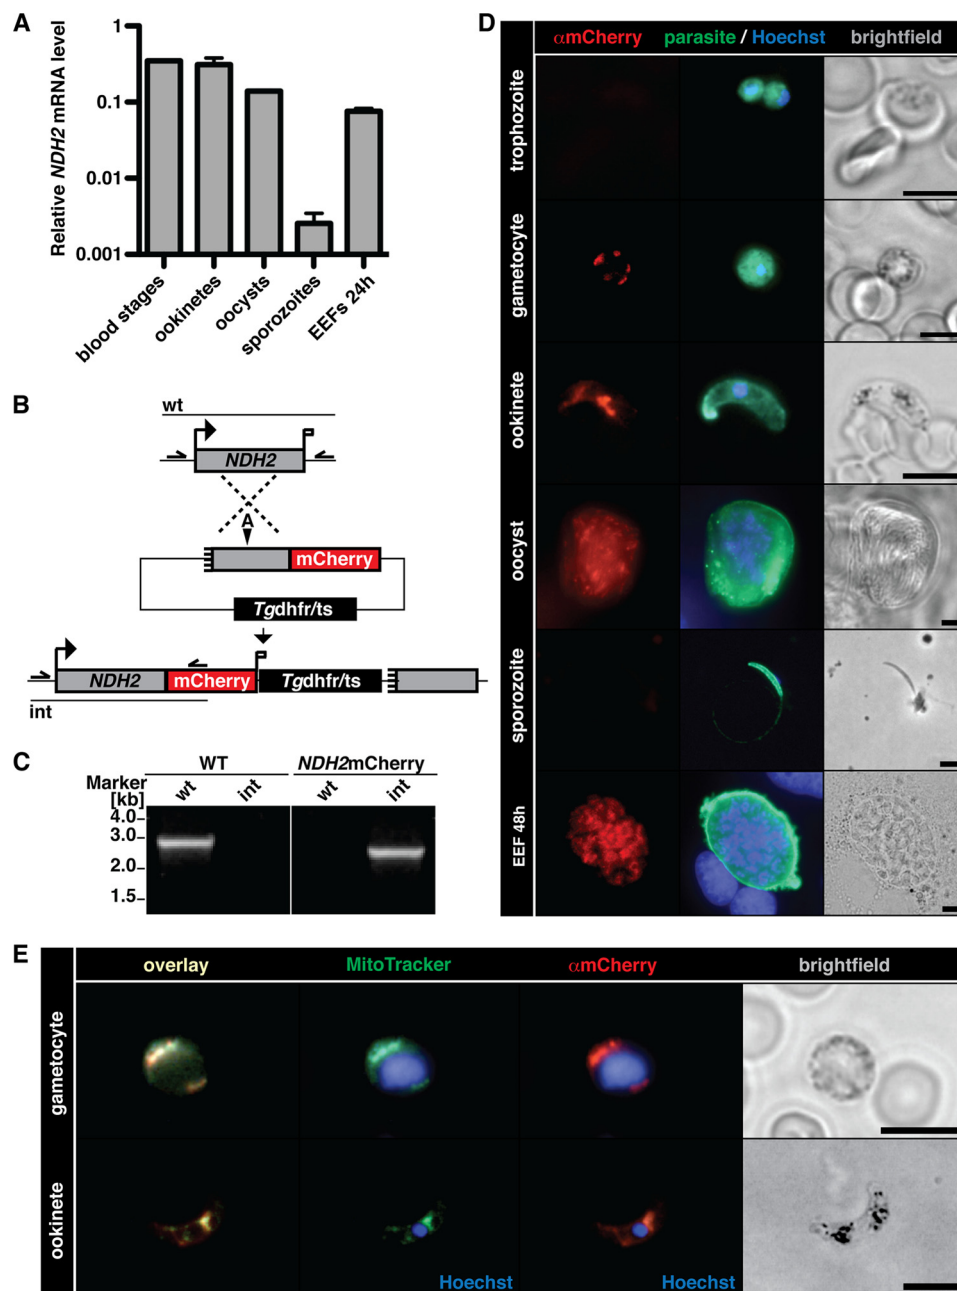 A
Relative NDH2 mRNA level
1
0.1
0.01
0.001
blood stages
ookinetes
oocysts
sporozoites
EEFs 24h
B
wt
NDH2
A
mCherry
Tgdhfr/ts
NDH2 mCherry Tgdhfr/ts
int
C
WT NDH2mCherry
Marker
[kb]
wt int wt int
4.0
3.0
2.0
1.5
D
αmCherry parasite / Hoechst brightfield
trophozoite
gametocyte
ookinete
oocyst
sporozoite
EEF 48h
E
overlay MitoTracker αmCherry brightfield
gametocyte
ookinete
Hoechst Hoechst